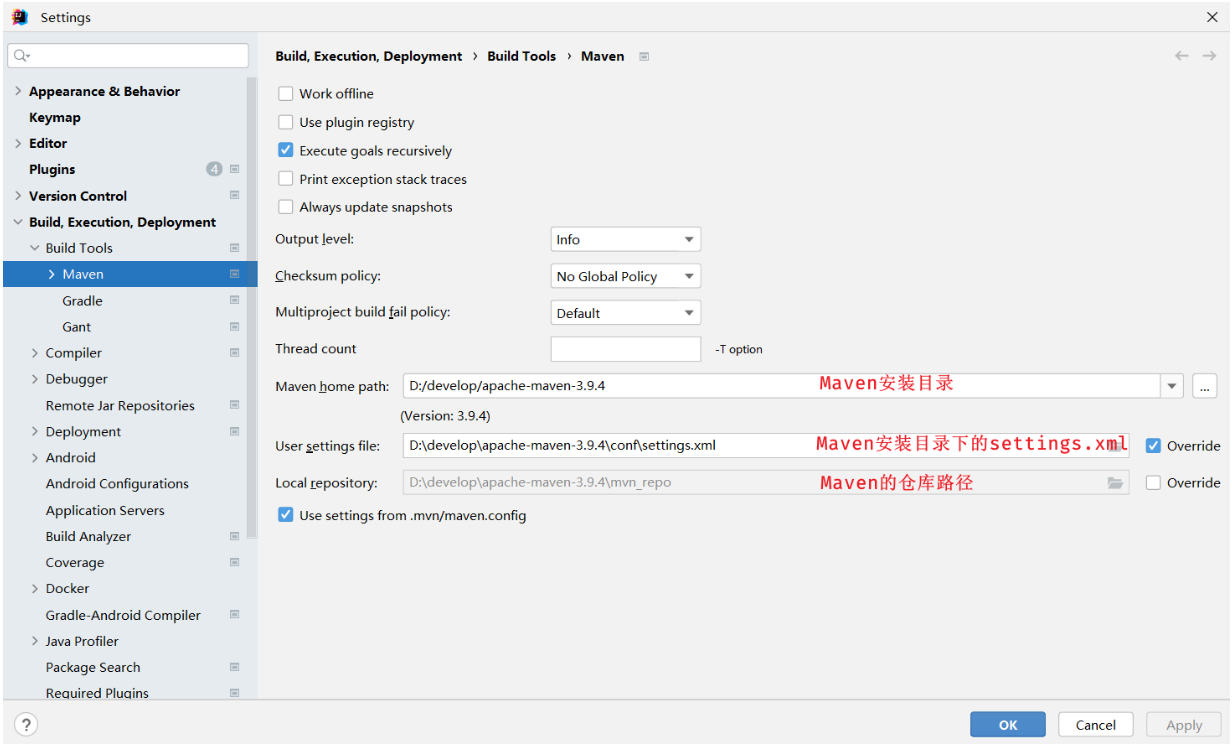 Settings
Build, Execution, Deployment › Build Tools › Maven
Appearance & Behavior
Keymap
Editor
Plugins 4
Version Control
Build, Execution, Deployment
Build Tools
Maven
Gradle
Gant
Compiler
Debugger
Remote Jar Repositories
Deployment
Android
Android Configurations
Application Servers
Build Analyzer
Coverage
Docker
Gradle-Android Compiler
Java Profiler
Package Search
Required Plugins
Work offline
Use plugin registry
Execute goals recursively
Print exception stack traces
Always update snapshots
Output level: Info
Checksum policy: No Global Policy
Multiproject build fail policy: Default
Thread count -T option
Maven home path: D:/develop/apache-maven-3.9.4 Maven安装目录 ...
(Version: 3.9.4)
User settings file: D:\develop\apache-maven-3.9.4\conf\settings.xml Maven安装目录下的settings.xml Override
Local repository: D:\develop\apache-maven-3.9.4\mvn_repo Maven的仓库路径 Override
Use settings from .mvn/maven.config
? OK Cancel Apply